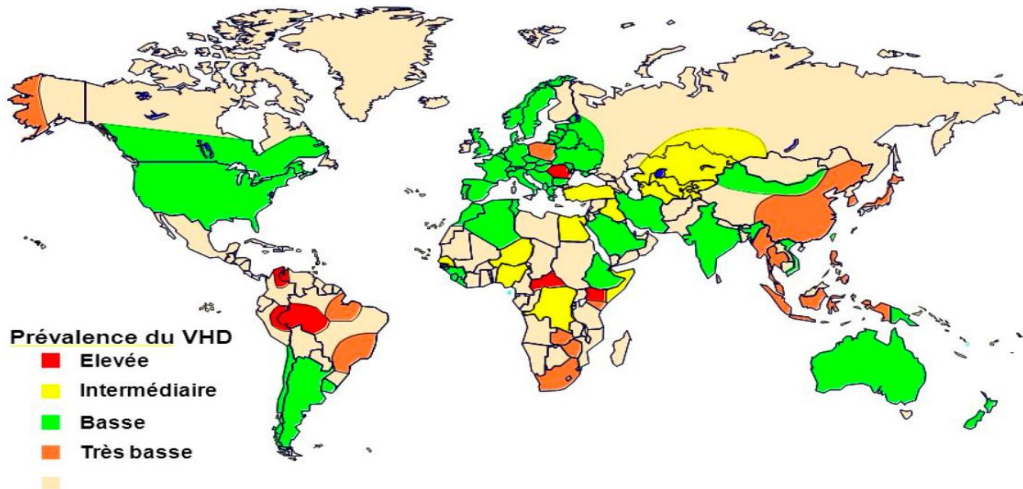 Prévalence du VHD
Elevée
Intermédiaire
Basse
Très basse